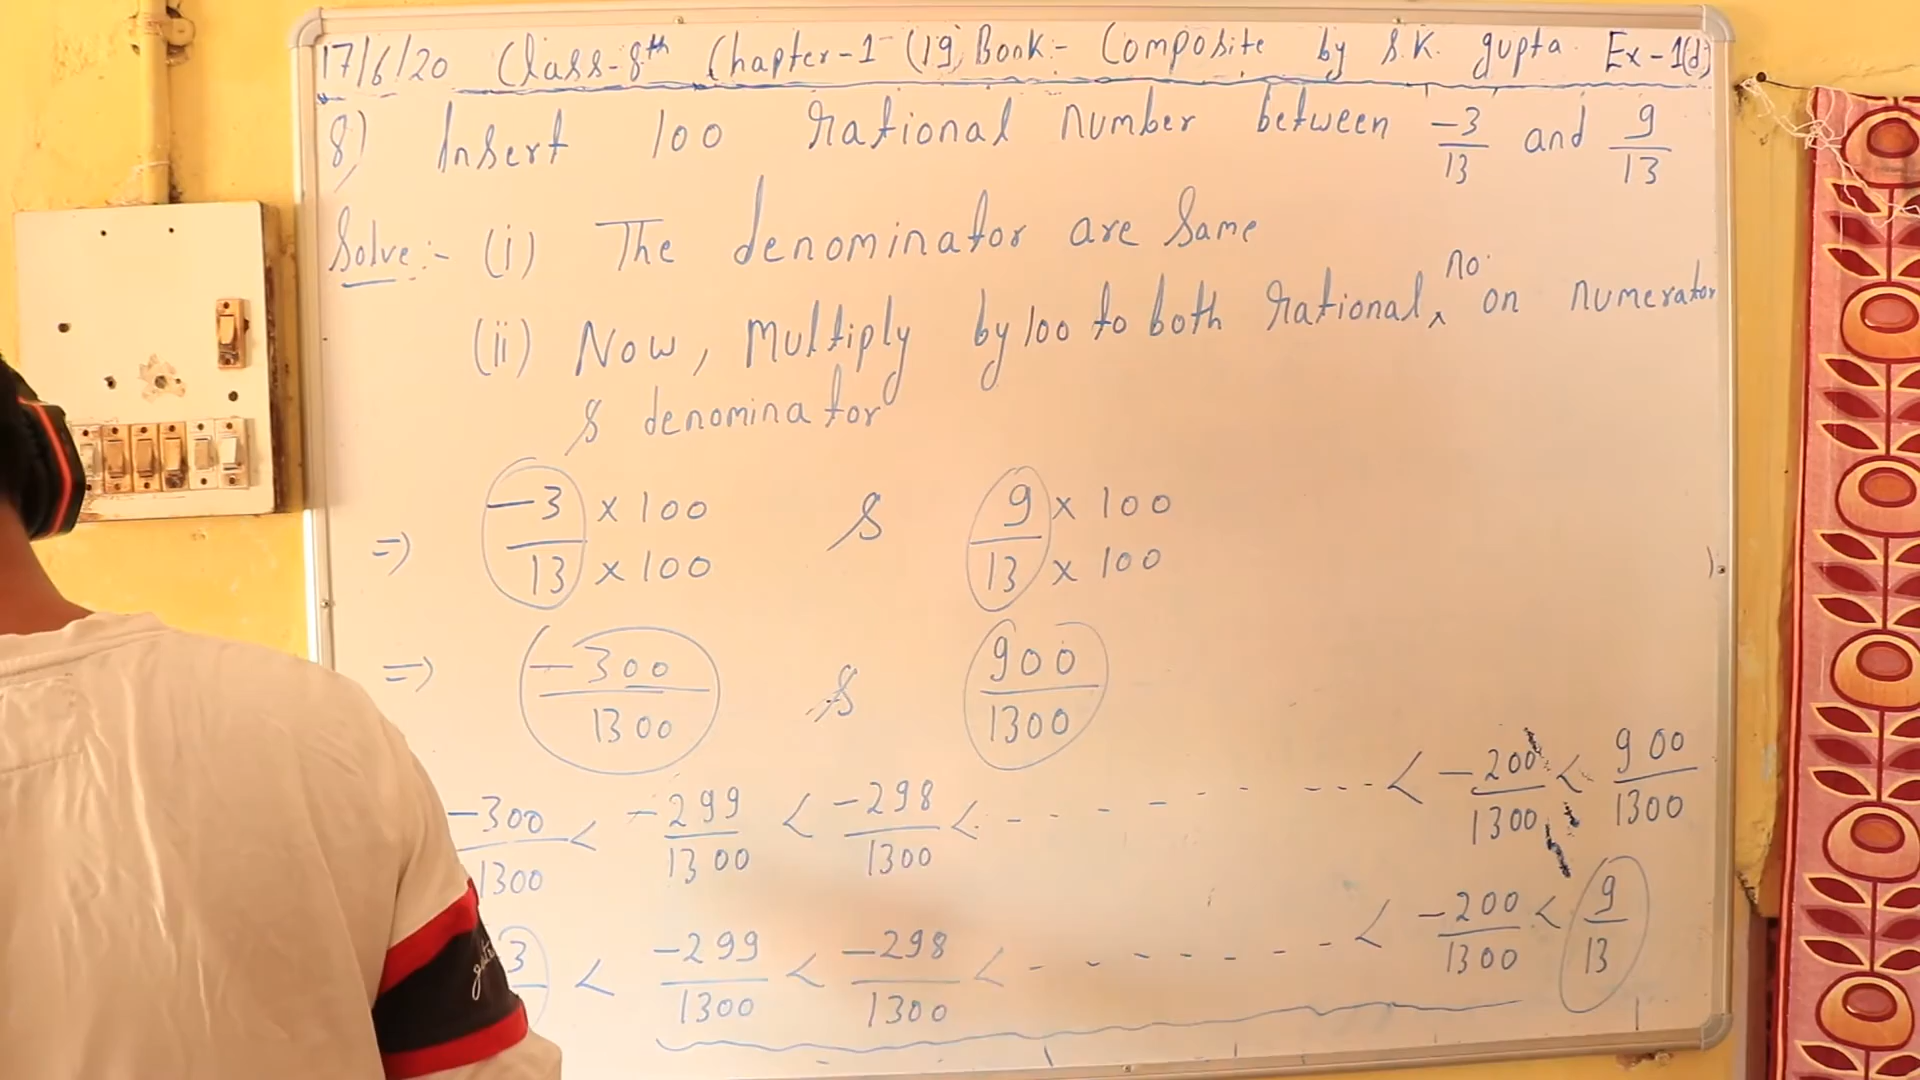 17/6/20 Class-8th Chapter-1 (19) Book:- Composite by S.K. gupta. Ex-1(d)
8) Insert 100 rational number between -3/13 and 9/13
Solve:- (i) The denominator are same
(ii) Now, Multiply by 100 to both rational, no. on numerator
& denominator
=> -3 × 100 / 13 × 100 & 9 × 100 / 13 × 100
=> -300/1300 & 900/1300
-300/1300 < -299/1300 < -298/1300 < - - - - - - - - - < -200/1300 < 900/1300
3 < -299/1300 < -298/1300 < - - - - - - - < -200/1300 < 9/13